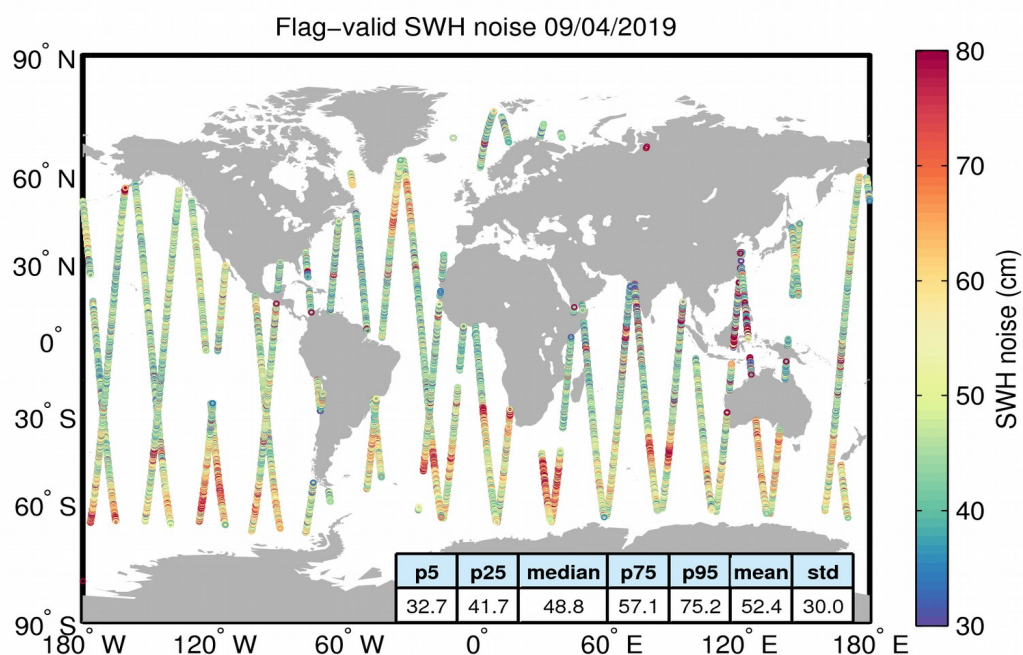 Flag−valid SWH noise 09/04/2019
90° N
60° N
30° N
0°
30° S
60° S
90° S
180° W
120° W
60° W
0°
60° E
120° E
180° E
80
70
60
50
40
30
SWH noise (cm)
p5 p25 median p75 p95 mean std
32.7 41.7 48.8 57.1 75.2 52.4 30.0